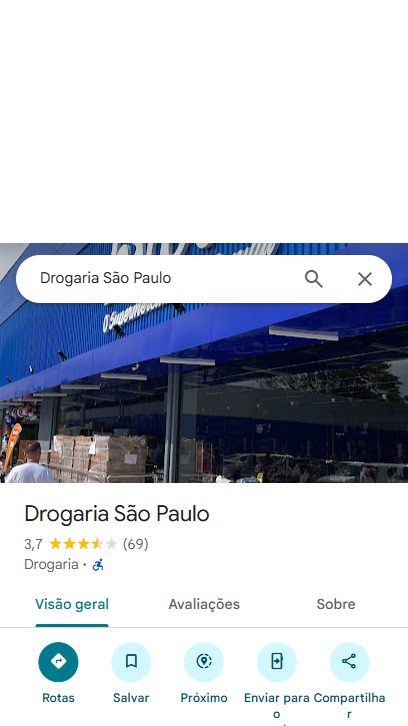 Drogaria São Paulo
Drogaria São Paulo
3,7 (69)
Drogaria ·
Visão geral
Avaliações
Sobre
Rotas
Salvar
Próximo
Enviar para
o
Compartilha
r